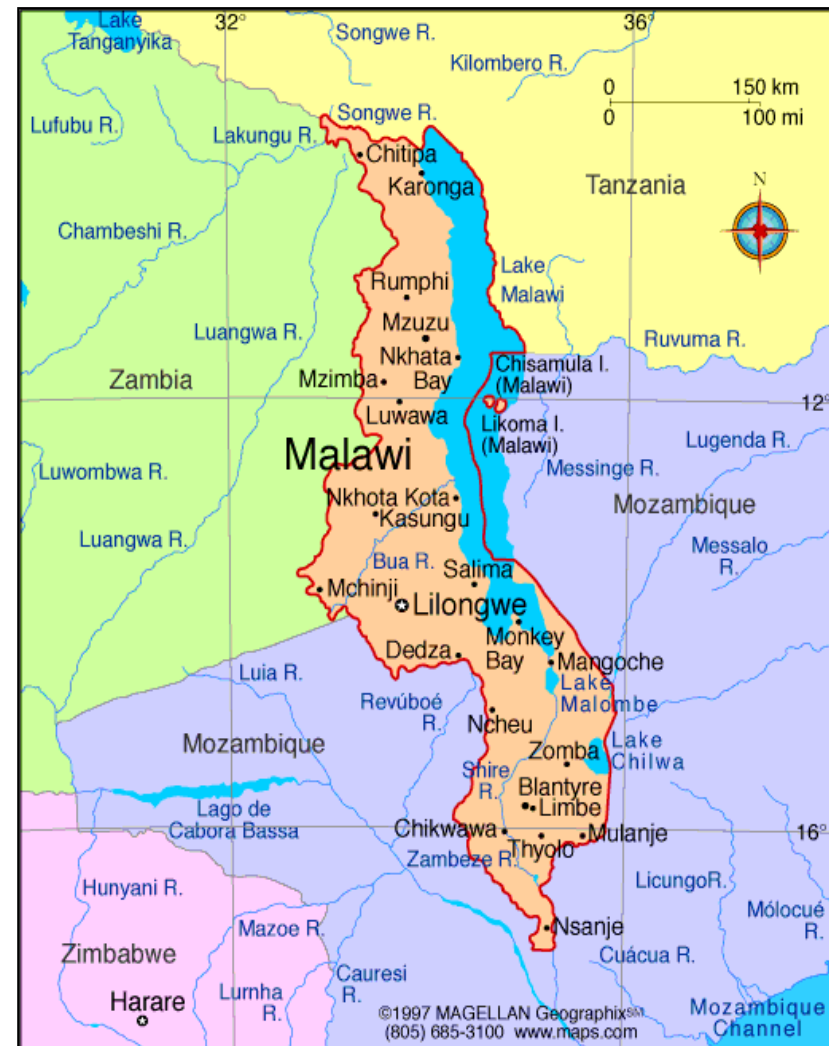 Lake
Tanganyika
32°
36°
Songwe R.
Kilombero R.
0 150 km
0 100 mi
Lufubu R.
Lakungu R.
Songwe R.
Chitipa
Karonga
Tanzania
N
Chambeshi R.
Lake
Malawi
Rumphi
Luangwa R.
Mzuzu
Ruvuma R.
Nkhata
Bay
Chisamula I.
(Malawi)
Zambia
Mzimba
Luwawa
12°
Likoma I.
(Malawi)
Malawi
Lugenda R.
Luwombwa R.
Messinge R.
Nkhota Kota
Kasungu
Mozambique
Luangwa R.
Messalo
R.
Bua R.
Salima
Mchinji
Lilongwe
Monkey
Bay
Dedza
Mangoche
Luia R.
Lake
Malombe
Revúboé
R.
Ncheu
Mozambique
Zomba
Lake
Chilwa
Shire
R.
Blantyre
Limbe
Lago de
Cabora Bassa
Chikwawa
Thyolo
Mulanje
16°
Zambeze R.
Hunyani R.
LicungoR.
Mólocué
R.
Mazoe R.
Nsanje
Zimbabwe
Cuácua R.
Cauresi
R.
Lurnha
R.
Harare
©1997 MAGELLAN Geographix℠
(805) 685-3100 www.maps.com
Mozambique
Channel